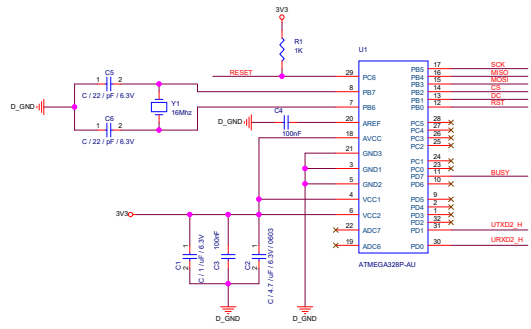 3V3
R1
1K
U1
C5
1 2
C / 22 / pF / 6.3V
D_GND
Y1
16Mhz
C6
1 2
C / 22 / pF / 6.3V
RESET
C4
D_GND
100nF
3V3
C1
1
2
C / 1 / uF / 6.3V
C3
100nF
C2
1
2
C / 4.7 / uF / 6.3V / 0603
D_GND
D_GND
29 PC6
8 PB7
7 PB6
20 AREF
18 AVCC
21 GND3
3 GND1
5 GND2
4 VCC1
6 VCC2
22 ADC7
19 ADC6
PB5 17 SCK
PB4 16 MISO
PB3 15 MOSI
PB2 14 CS
PB1 13 DC
PB0 12 RST
PC5 28
PC4 27
PC3 26
PC2 25
PC1 24
PC0 23
PD7 11 BUSY
PD6 10
PD5 9
PD4 2
PD3 1
PD2 32
PD1 31 UTXD2_H
PD0 30 URXD2_H
ATMEGA328P-AU